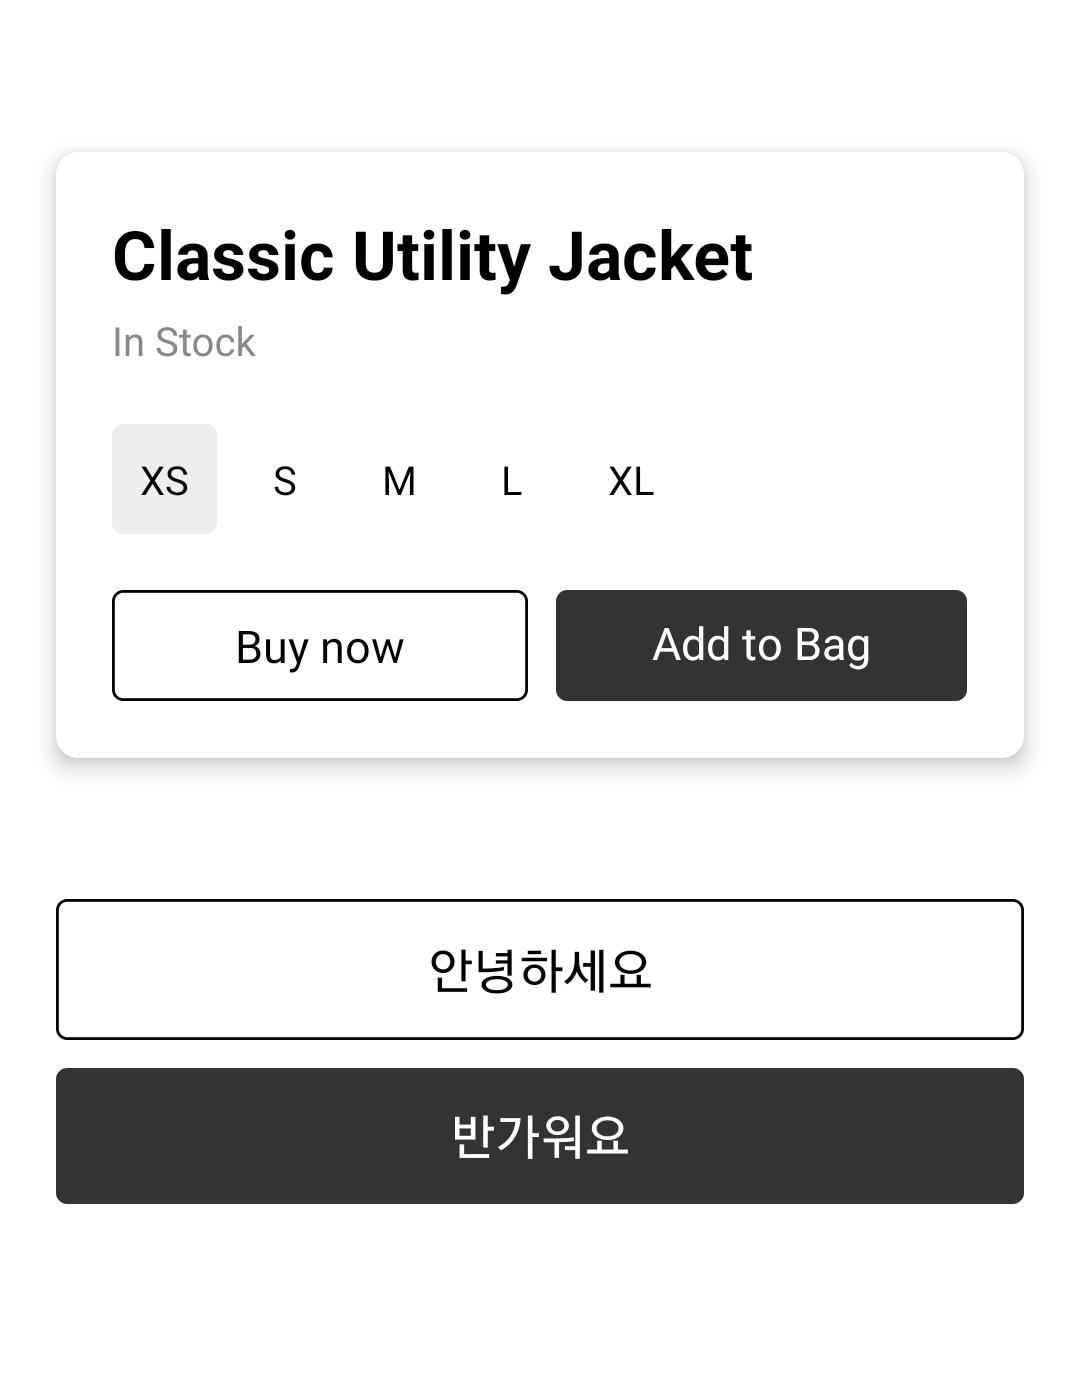 Classic Utility Jacket
In Stock
XS S M L XL
Buy now Add to Bag
안녕하세요
반가워요